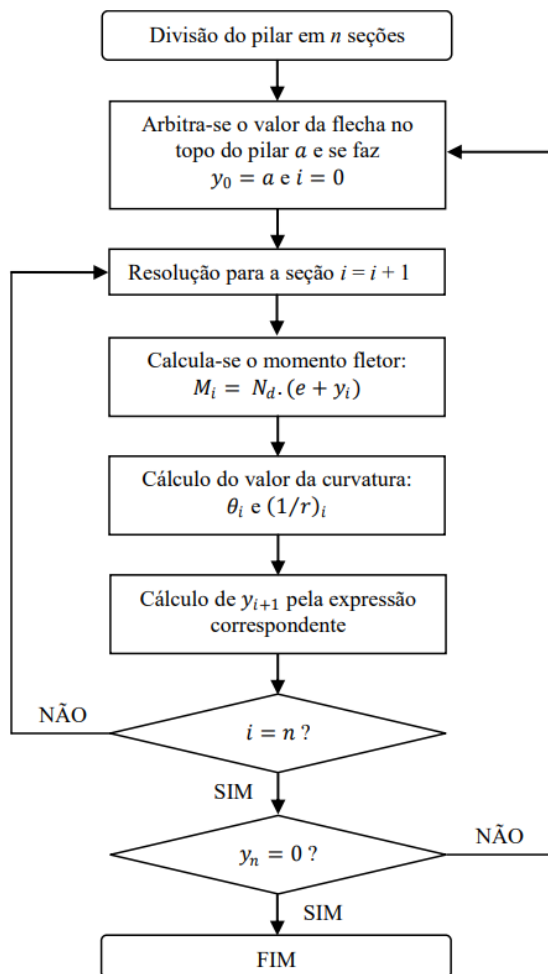 Divisão do pilar em n seções
Arbitra-se o valor da flecha no
topo do pilar a e se faz
y₀ = a e i = 0
Resolução para a seção i = i + 1
Calcula-se o momento fletor:
Mᵢ = N_d.(e + yᵢ)
Cálculo do valor da curvatura:
θᵢ e (1/r)ᵢ
Cálculo de yᵢ₊₁ pela expressão
correspondente
NÃO
i = n ?
SIM
NÃO
yₙ = 0 ?
SIM
FIM